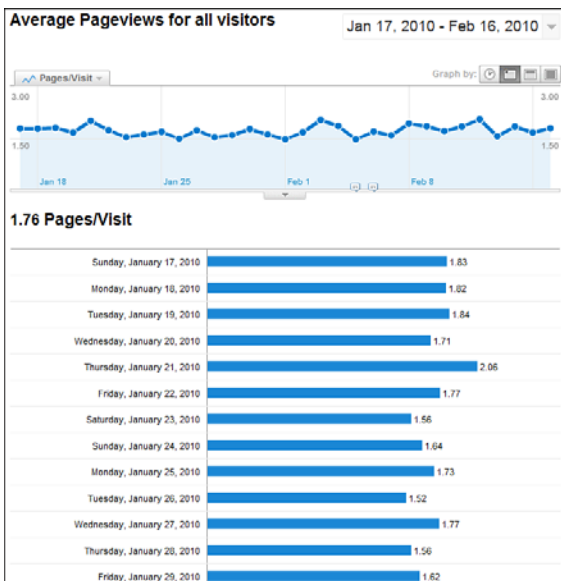 Average Pageviews for all visitors
Jan 17, 2010 - Feb 16, 2010
Pages/Visit
Graph by:
3.00 3.00
1.50 1.50
Jan 18 Jan 25 Feb 1 Feb 8
1.76 Pages/Visit
Sunday, January 17, 2010 1.83
Monday, January 18, 2010 1.82
Tuesday, January 19, 2010 1.84
Wednesday, January 20, 2010 1.71
Thursday, January 21, 2010 2.06
Friday, January 22, 2010 1.77
Saturday, January 23, 2010 1.56
Sunday, January 24, 2010 1.64
Monday, January 25, 2010 1.73
Tuesday, January 26, 2010 1.52
Wednesday, January 27, 2010 1.77
Thursday, January 28, 2010 1.56
Friday, January 29, 2010 1.62